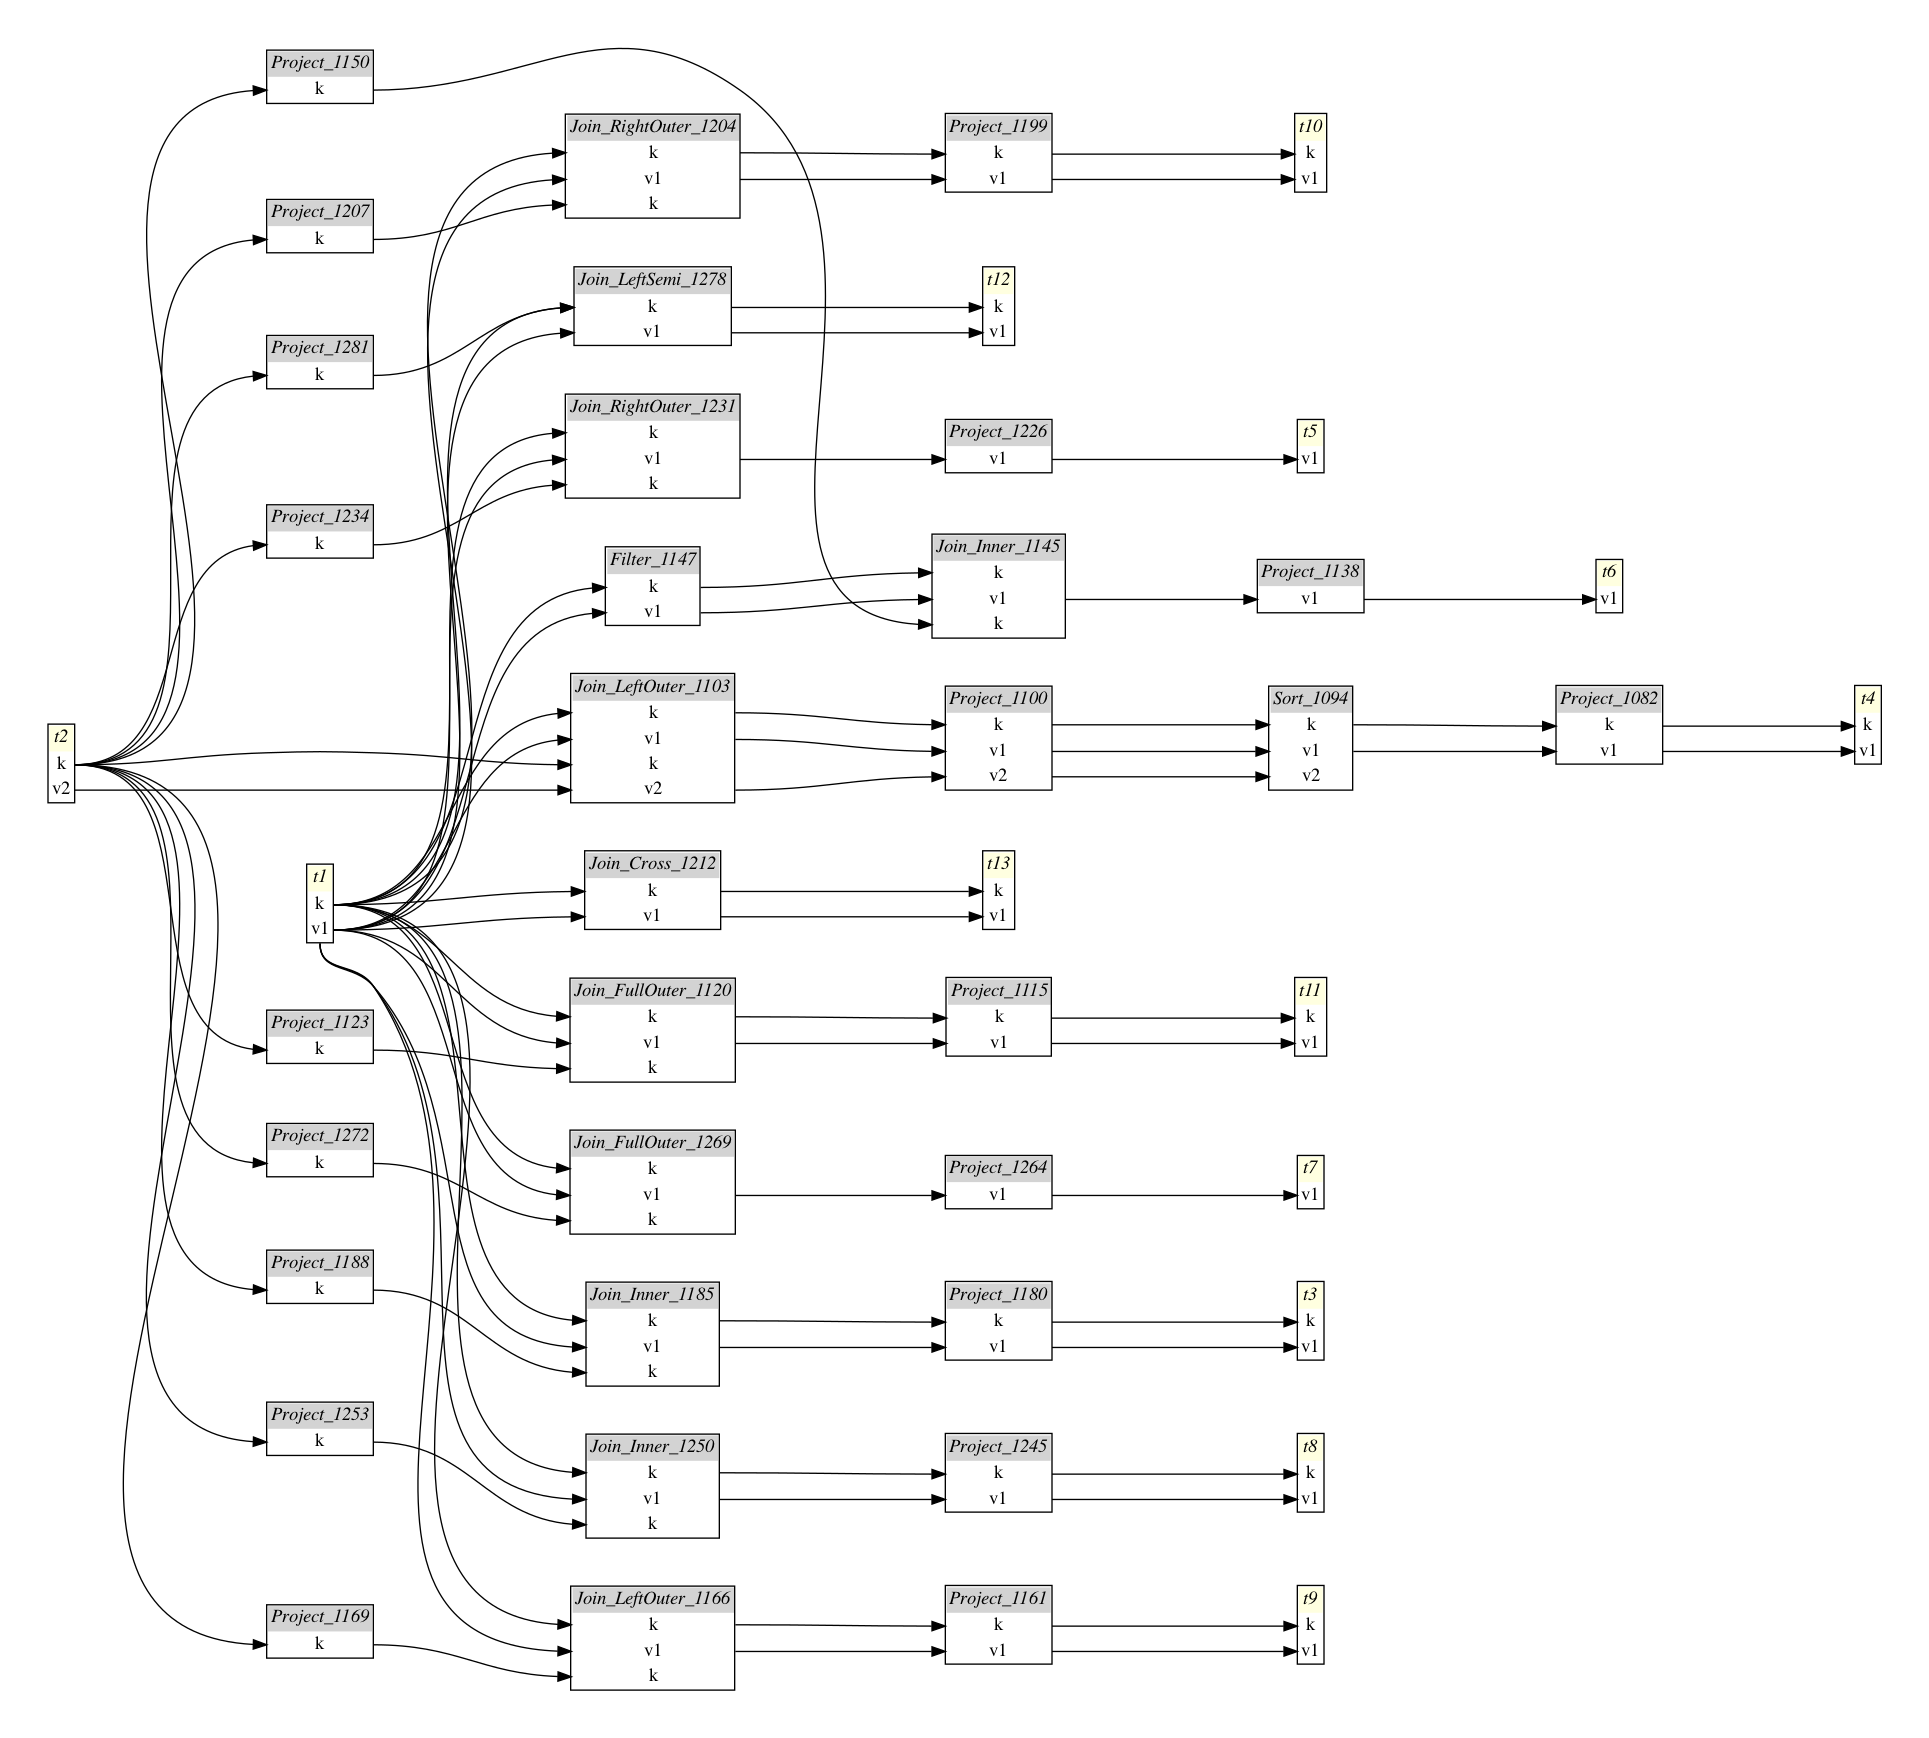 Project_1150
k
Join_RightOuter_1204
k
v1
k
Project_1199
k
v1
t10
k
v1
Project_1207
k
Join_LeftSemi_1278
k
v1
t12
k
v1
Project_1281
k
Join_RightOuter_1231
k
v1
k
Project_1226
v1
t5
v1
Project_1234
k
Filter_1147
k
v1
Join_Inner_1145
k
v1
k
Project_1138
v1
t6
v1
t2
k
v2
Join_LeftOuter_1103
k
v1
k
v2
Project_1100
k
v1
v2
Sort_1094
k
v1
v2
Project_1082
k
v1
t4
k
v1
t1
k
v1
Join_Cross_1212
k
v1
t13
k
v1
Project_1123
k
Join_FullOuter_1120
k
v1
k
Project_1115
k
v1
t11
k
v1
Project_1272
k
Join_FullOuter_1269
k
v1
k
Project_1264
v1
t7
v1
Project_1188
k
Join_Inner_1185
k
v1
k
Project_1180
k
v1
t3
k
v1
Project_1253
k
Join_Inner_1250
k
v1
k
Project_1245
k
v1
t8
k
v1
Project_1169
k
Join_LeftOuter_1166
k
v1
k
Project_1161
k
v1
t9
k
v1